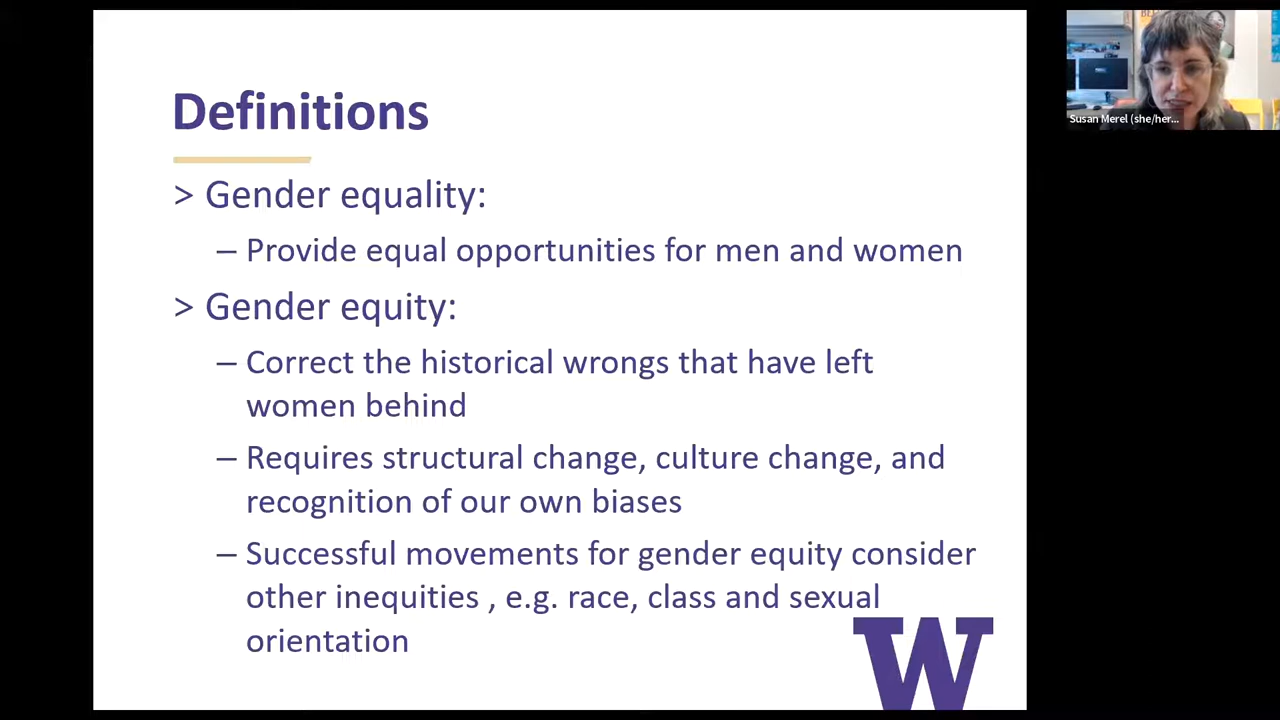 Definitions
> Gender equality:
– Provide equal opportunities for men and women
> Gender equity:
– Correct the historical wrongs that have left
women behind
– Requires structural change, culture change, and
recognition of our own biases
– Successful movements for gender equity consider
other inequities , e.g. race, class and sexual
orientation
W
Susan Merel (she/her...